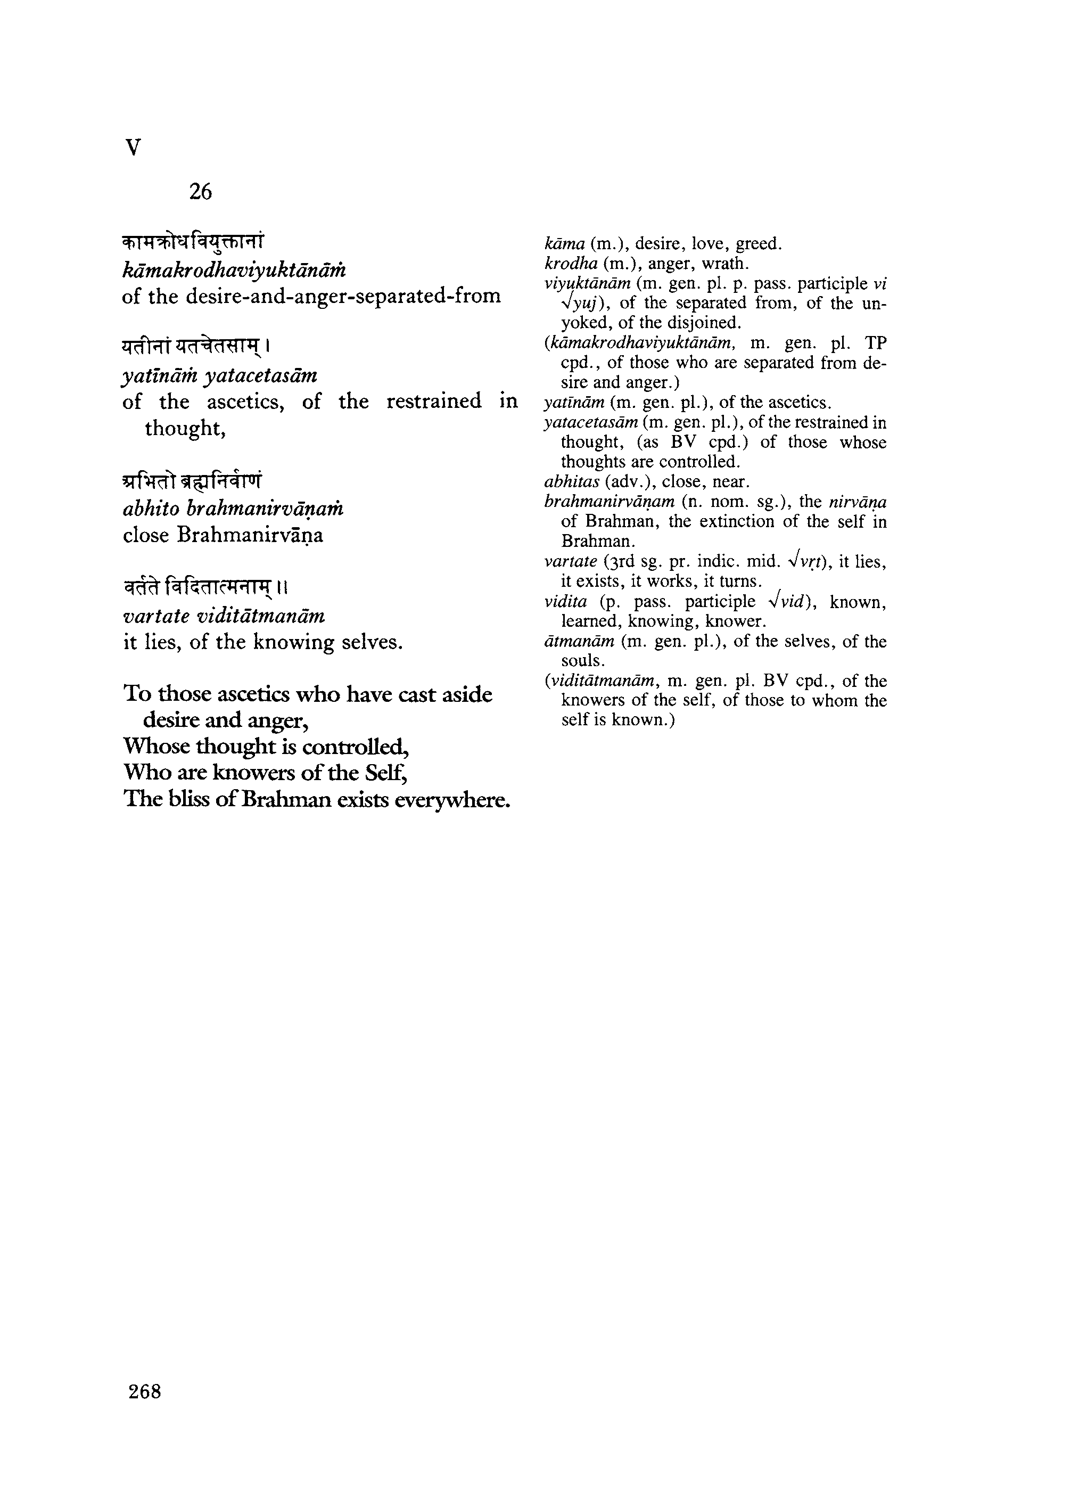 V
26
कामक्रोधवियुक्तानां
kāmakrodhaviyuktānāṁ
of the desire-and-anger-separated-from
यतीनां यतचेतसाम् ।
yatīnāṁ yatacetasām
of the ascetics, of the restrained in
thought,
अभितो ब्रह्मनिर्वाणं
abhito brahmanirvāṇaṁ
close Brahmanirvāṇa
वर्तते विदितात्मनाम् ॥
vartate viditātmanām
it lies, of the knowing selves.
To those ascetics who have cast aside
desire and anger,
Whose thought is controlled,
Who are knowers of the Self,
The bliss of Brahman exists everywhere.
kāma (m.), desire, love, greed.
krodha (m.), anger, wrath.
viyuktānām (m. gen. pl. p. pass. participle vi
√yuj), of the separated from, of the un-
yoked, of the disjoined.
(kāmakrodhaviyuktānām, m. gen. pl. TP
cpd., of those who are separated from de-
sire and anger.)
yatīnām (m. gen. pl.), of the ascetics.
yatacetasām (m. gen. pl.), of the restrained in
thought, (as BV cpd.) of those whose
thoughts are controlled.
abhitas (adv.), close, near.
brahmanirvāṇam (n. nom. sg.), the nirvāṇa
of Brahman, the extinction of the self in
Brahman.
vartate (3rd sg. pr. indic. mid. √vṛt), it lies,
it exists, it works, it turns.
vidita (p. pass. participle √vid), known,
learned, knowing, knower.
ātmanām (m. gen. pl.), of the selves, of the
souls.
(viditātmanām, m. gen. pl. BV cpd., of the
knowers of the self, of those to whom the
self is known.)
268